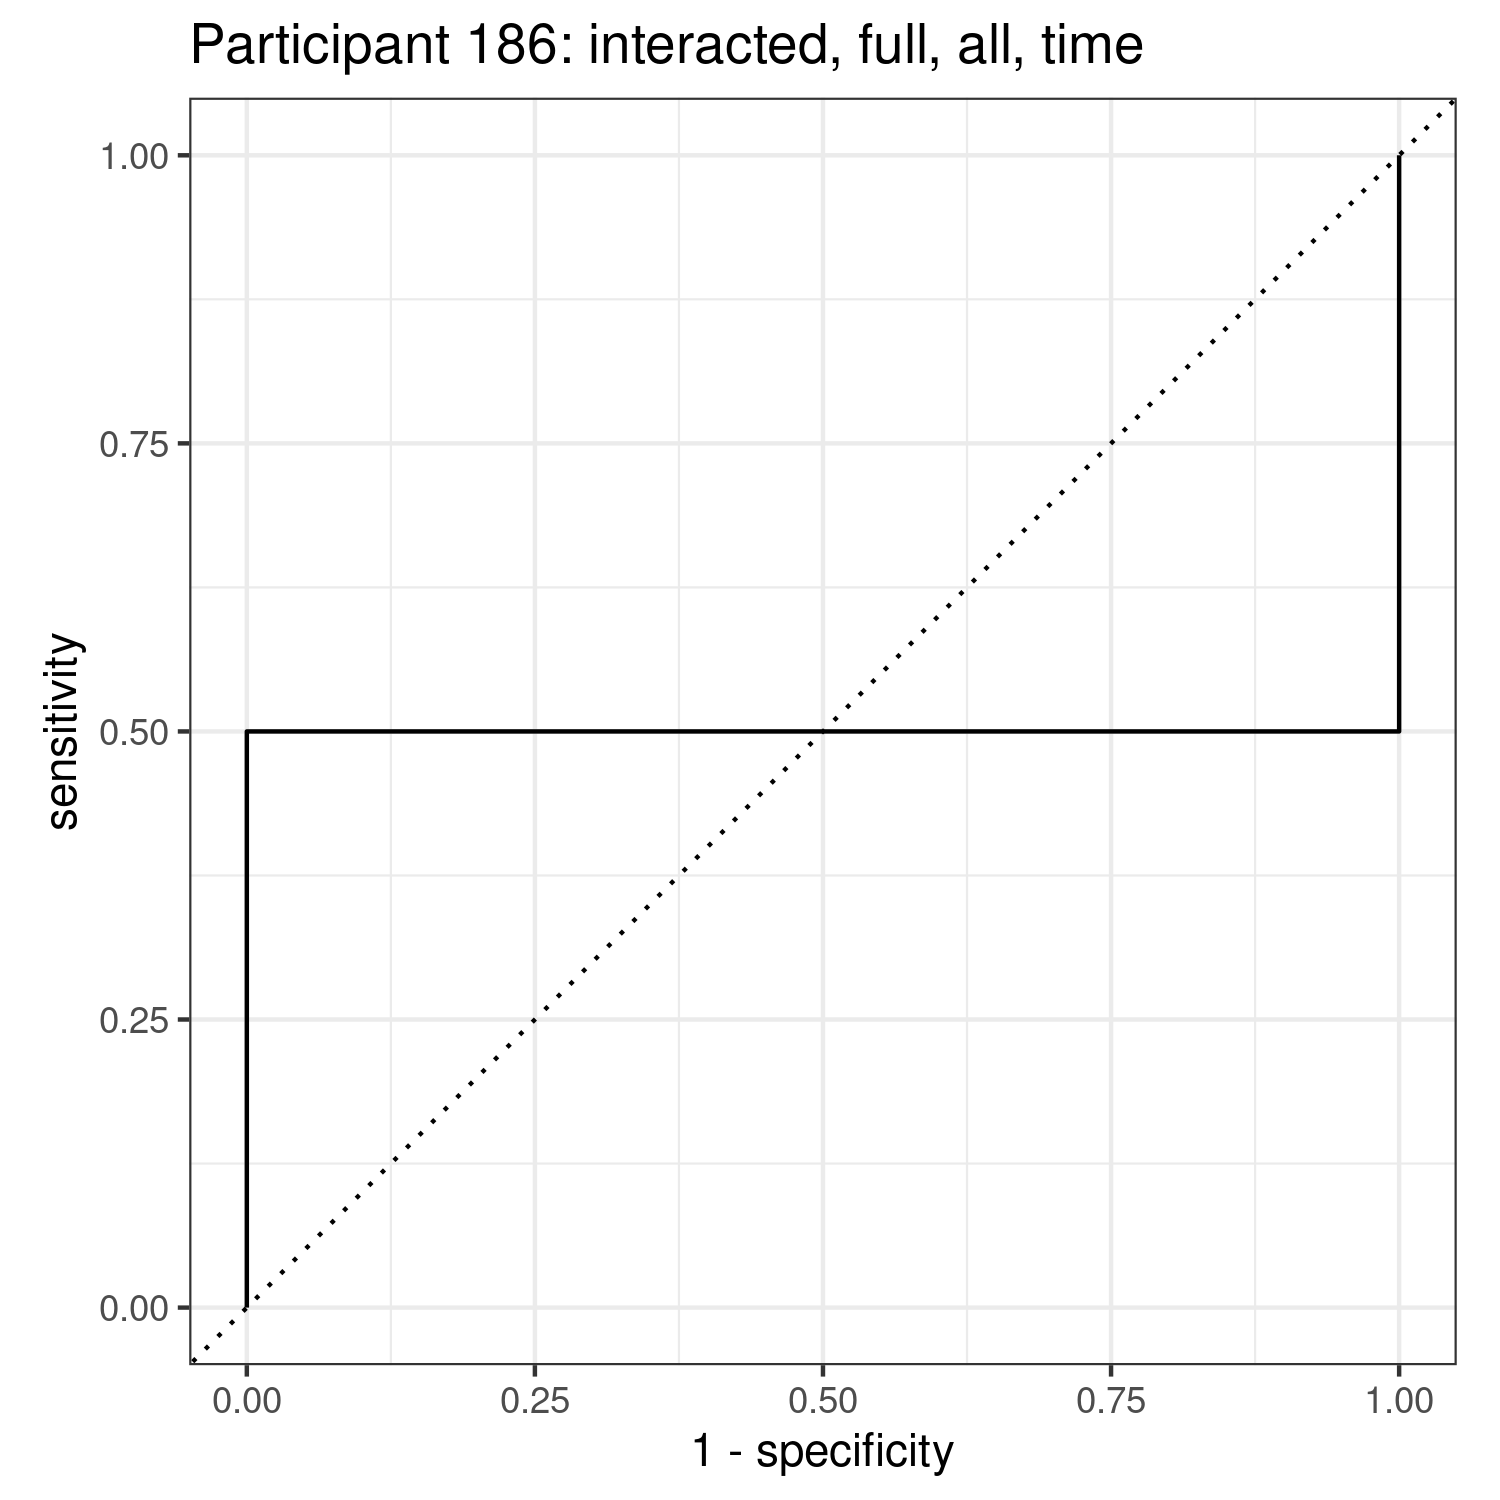 Participant 186: interacted, full, all, time
1.00
0.75
0.50
0.25
0.00
sensitivity
0.00 0.25 0.50 0.75 1.00
1 - specificity